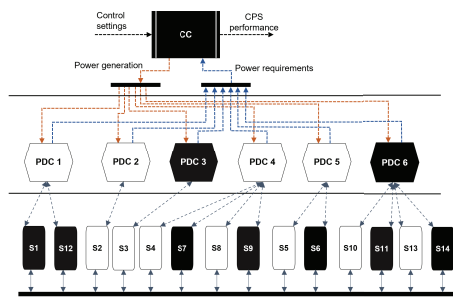 Control settings
CPS performance
CC
Power generation
Power requirements
PDC 1
PDC 2
PDC 3
PDC 4
PDC 5
PDC 6
S1
S12
S2
S3
S4
S7
S8
S9
S5
S6
S10
S11
S13
S14